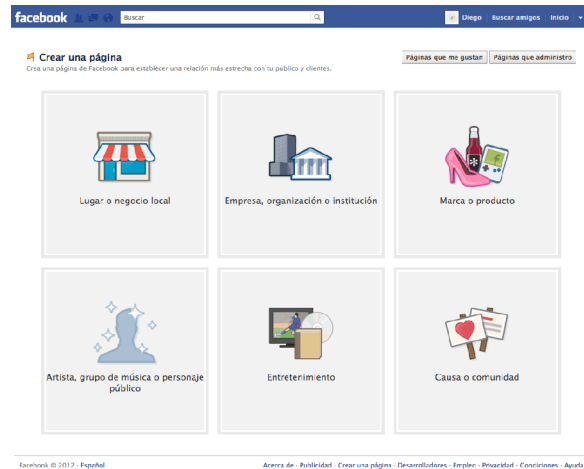 facebook Buscar Diego Buscar amigos Inicio
Crear una página
Páginas que me gustan Páginas que administro
Crea una página de Facebook para establecer una relación más estrecha con tu público y clientes.
Lugar o negocio local
Empresa, organización o institución
Marca o producto
Artista, grupo de música o personaje
público
Entretenimiento
Causa o comunidad
Facebook © 2012 · Español
Acerca de · Publicidad · Crear una página · Desarrolladores · Empleo · Privacidad · Condiciones · Ayuda